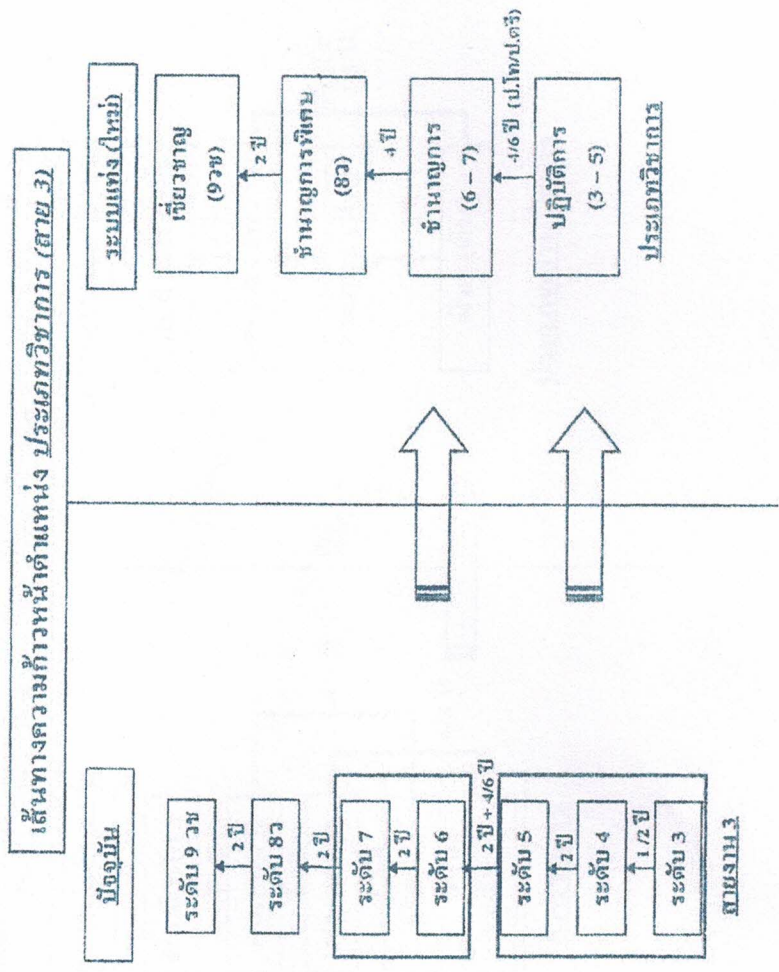 เส้นทางความก้าวหน้าตำแหน่ง ประเภทวิชาการ (สาย 3)
ปัจจุบัน
ระดับ 9 วช
2 ปี
ระดับ 8ว
2 ปี
ระดับ 7
2 ปี
ระดับ 6
2 ปี + 4/6 ปี
ระดับ 5
2 ปี
ระดับ 4
1/2 ปี
ระดับ 3
สายงาน 3
ระบบแท่ง (ใหม่)
เชี่ยวชาญ
(9วช)
2 ปี
ชำนาญการพิเศษ
(8ว)
4 ปี
ชำนาญการ
(6 – 7)
4/6 ปี (ป.โท/ป.ตรี)
ปฏิบัติการ
(3 – 5)
ประเภทวิชาการ